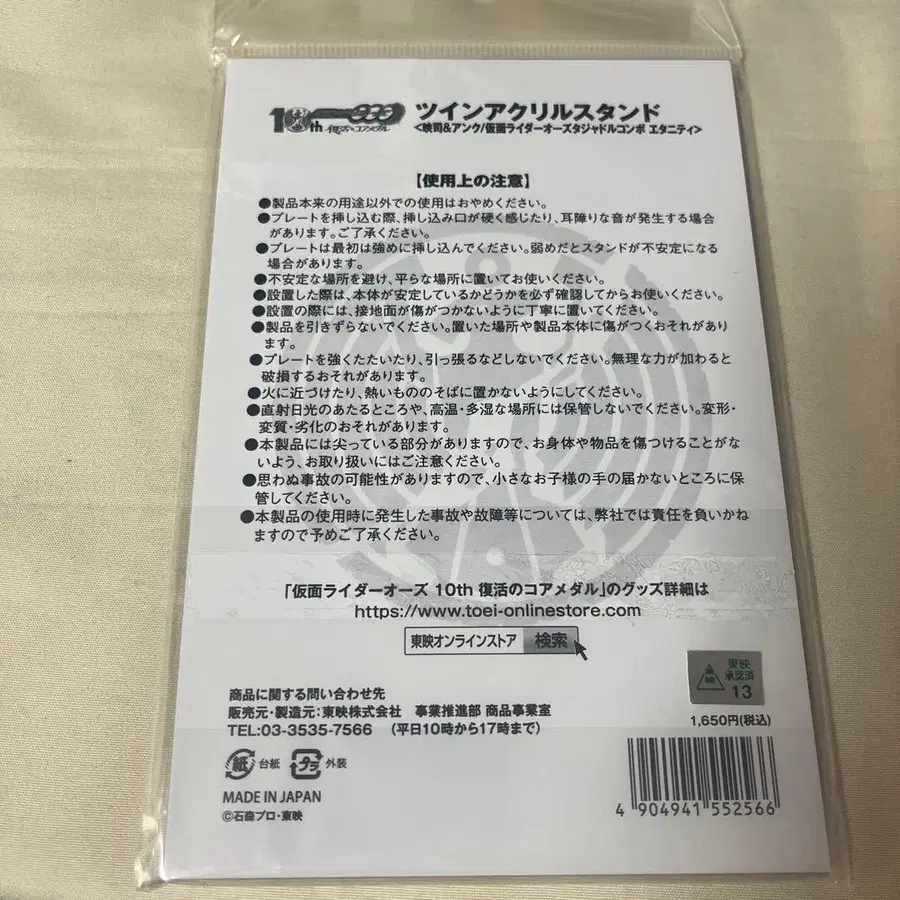 10th 復活のコアメダル
ツインアクリルスタンド
<映司&アンク/仮面ライダーオーズタジャドルコンボ エタニティ>
【使用上の注意】
●製品本来の用途以外での使用はおやめください。
●プレートを挿し込む際、挿し込み口が硬く感じたり、耳障りな音が発生する場合
があります。ご了承ください。
●プレートは最初は強めに挿し込んでください。弱めだとスタンドが不安定になる
場合があります。
●不安定な場所を避け、平らな場所に置いてお使いください。
●設置した際は、本体が安定しているかどうかを必ず確認してからお使いください。
●設置の際には、接地面が傷がつかないように丁寧に置いてください。
●製品を引きずらないでください。置いた場所や製品本体に傷がつくおそれがあり
ます。
●プレートを強くたたいたり、引っ張るなどしないでください。無理な力が加わると
破損するおそれがあります。
●火に近づけたり、熱いもののそばに置かないようにしてください。
●直射日光のあたるところや、高温・多湿な場所には保管しないでください。変形・
変質・劣化のおそれがあります。
●本製品には尖っている部分がありますので、お身体や物品を傷つけることがな
いよう、お取り扱いにはご注意ください。
●思わぬ事故の可能性がありますので、小さなお子様の手の届かないところに保
管してください。
●本製品の使用時に発生した事故や故障等については、弊社では責任を負いかね
ますので予めご了承ください。
「仮面ライダーオーズ 10th 復活のコアメダル」のグッズ詳細は
https://www.toei-onlinestore.com
東映オンラインストア 検索
東映
承認済
13
東映
1,650円(税込)
商品に関する問い合わせ先
販売元・製造元:東映株式会社 事業推進部 商品事業室
TEL:03-3535-7566 (平日10時から17時まで)
紙 台紙 プラ 外装
MADE IN JAPAN
©石森プロ・東映
4 904941 552566